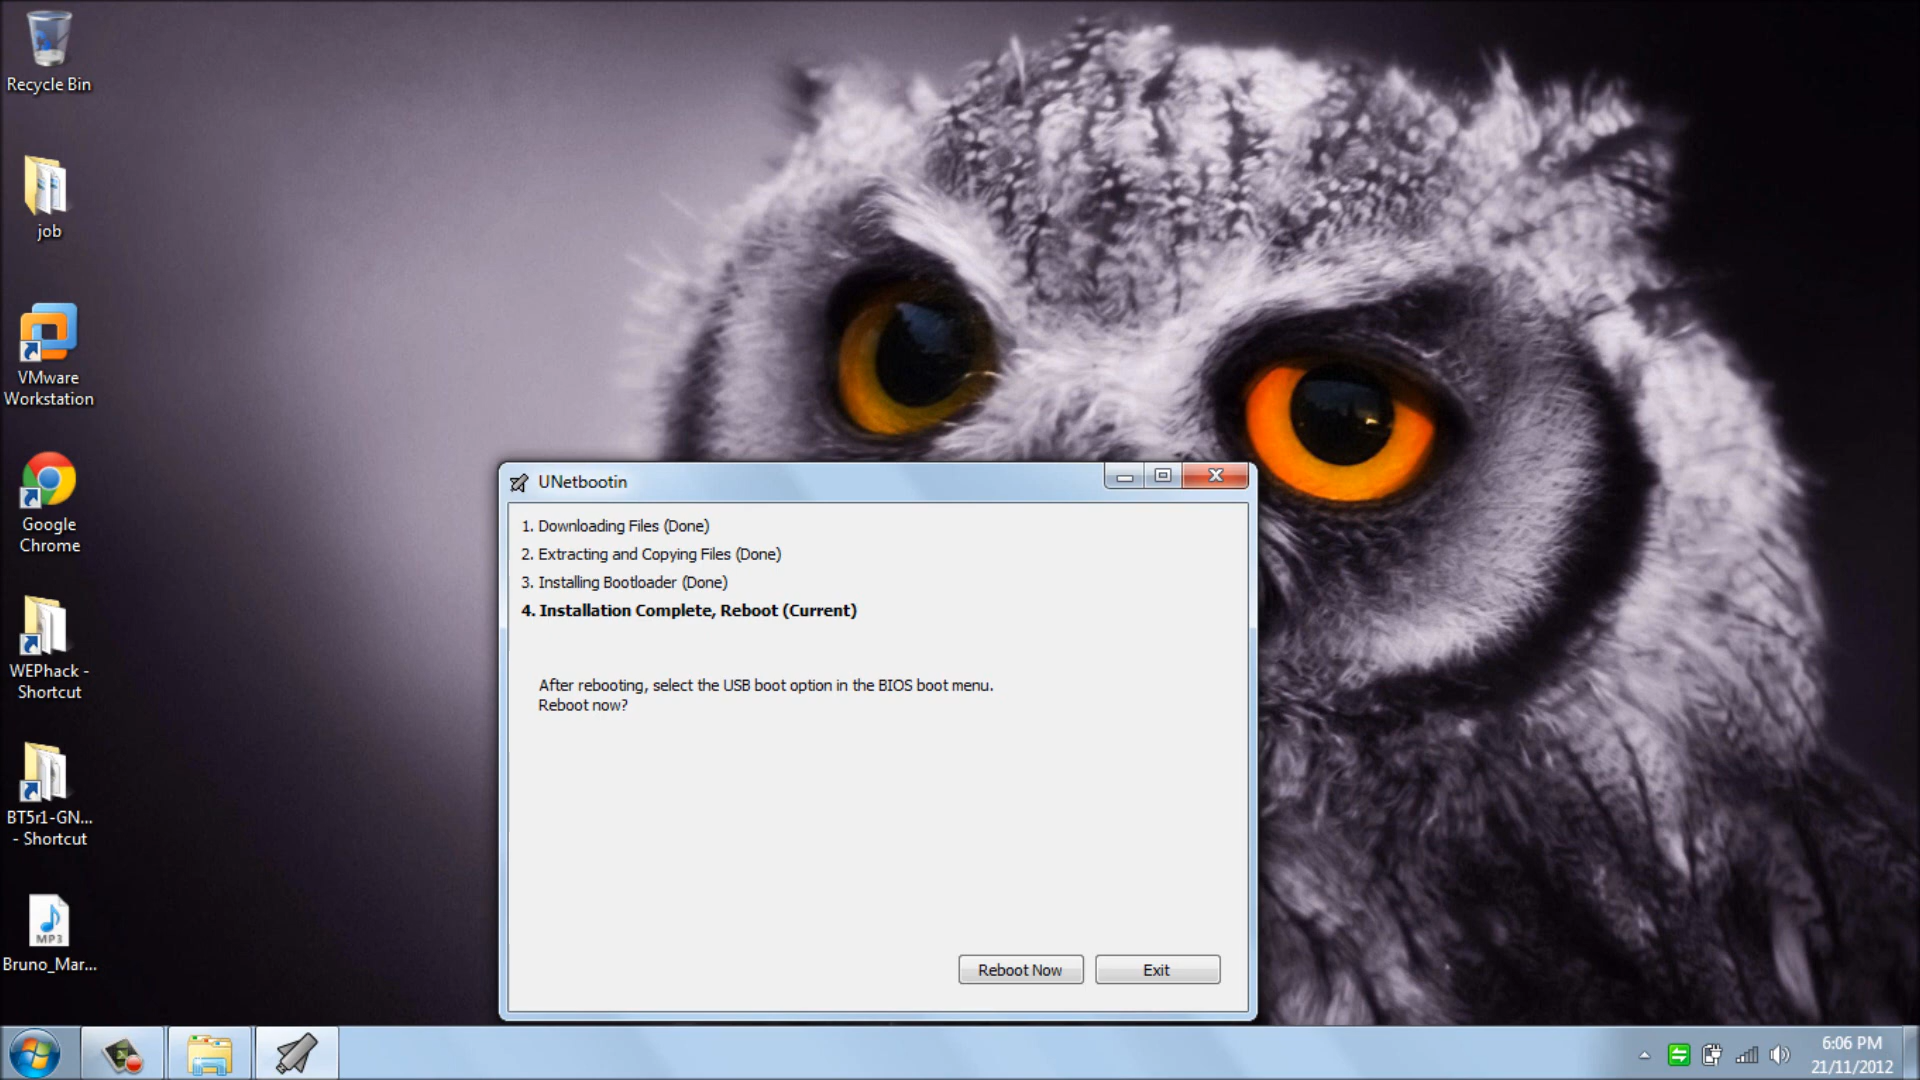 Recycle Bin
job
VMware
Workstation
Google
Chrome
WEPhack -
Shortcut
BT5r1-GN...
- Shortcut
MP3
Bruno_Mar...
UNetbootin
1. Downloading Files (Done)
2. Extracting and Copying Files (Done)
3. Installing Bootloader (Done)
4. Installation Complete, Reboot (Current)
After rebooting, select the USB boot option in the BIOS boot menu.
Reboot now?
Reboot Now
Exit
6:06 PM
21/11/2012